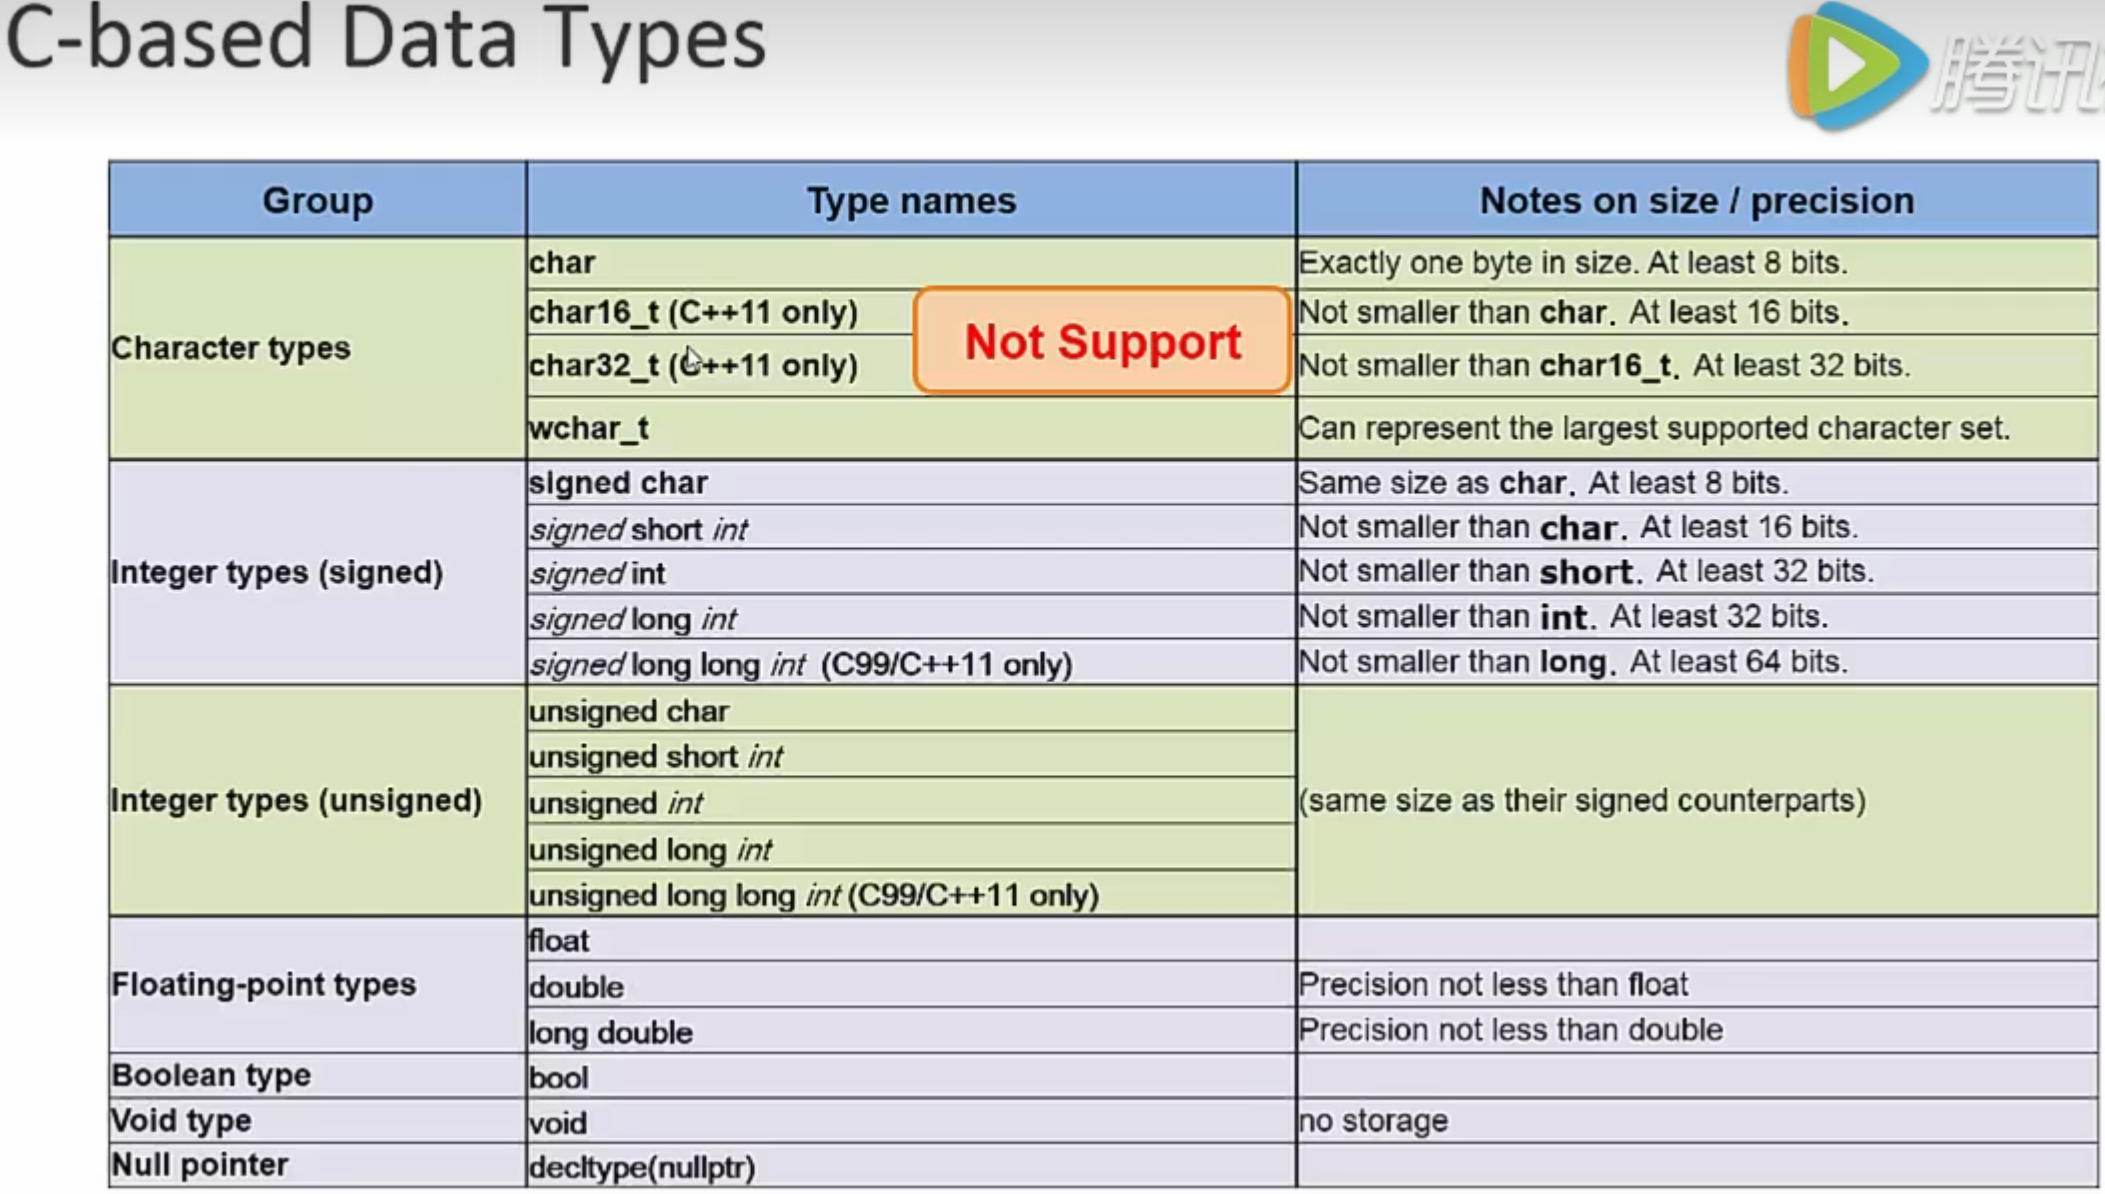 C-based Data Types
腾讯
Group Type names Notes on size / precision
Character types
char Exactly one byte in size. At least 8 bits.
char16_t (C++11 only) Not smaller than char. At least 16 bits.
Not Support
char32_t (C++11 only) Not smaller than char16_t. At least 32 bits.
wchar_t Can represent the largest supported character set.
Integer types (signed)
signed char Same size as char. At least 8 bits.
signed short int Not smaller than char. At least 16 bits.
signed int Not smaller than short. At least 32 bits.
signed long int Not smaller than int. At least 32 bits.
signed long long int (C99/C++11 only) Not smaller than long. At least 64 bits.
Integer types (unsigned)
unsigned char
unsigned short int
unsigned int (same size as their signed counterparts)
unsigned long int
unsigned long long int (C99/C++11 only)
Floating-point types
float
double Precision not less than float
long double Precision not less than double
Boolean type bool
Void type void no storage
Null pointer decltype(nullptr)